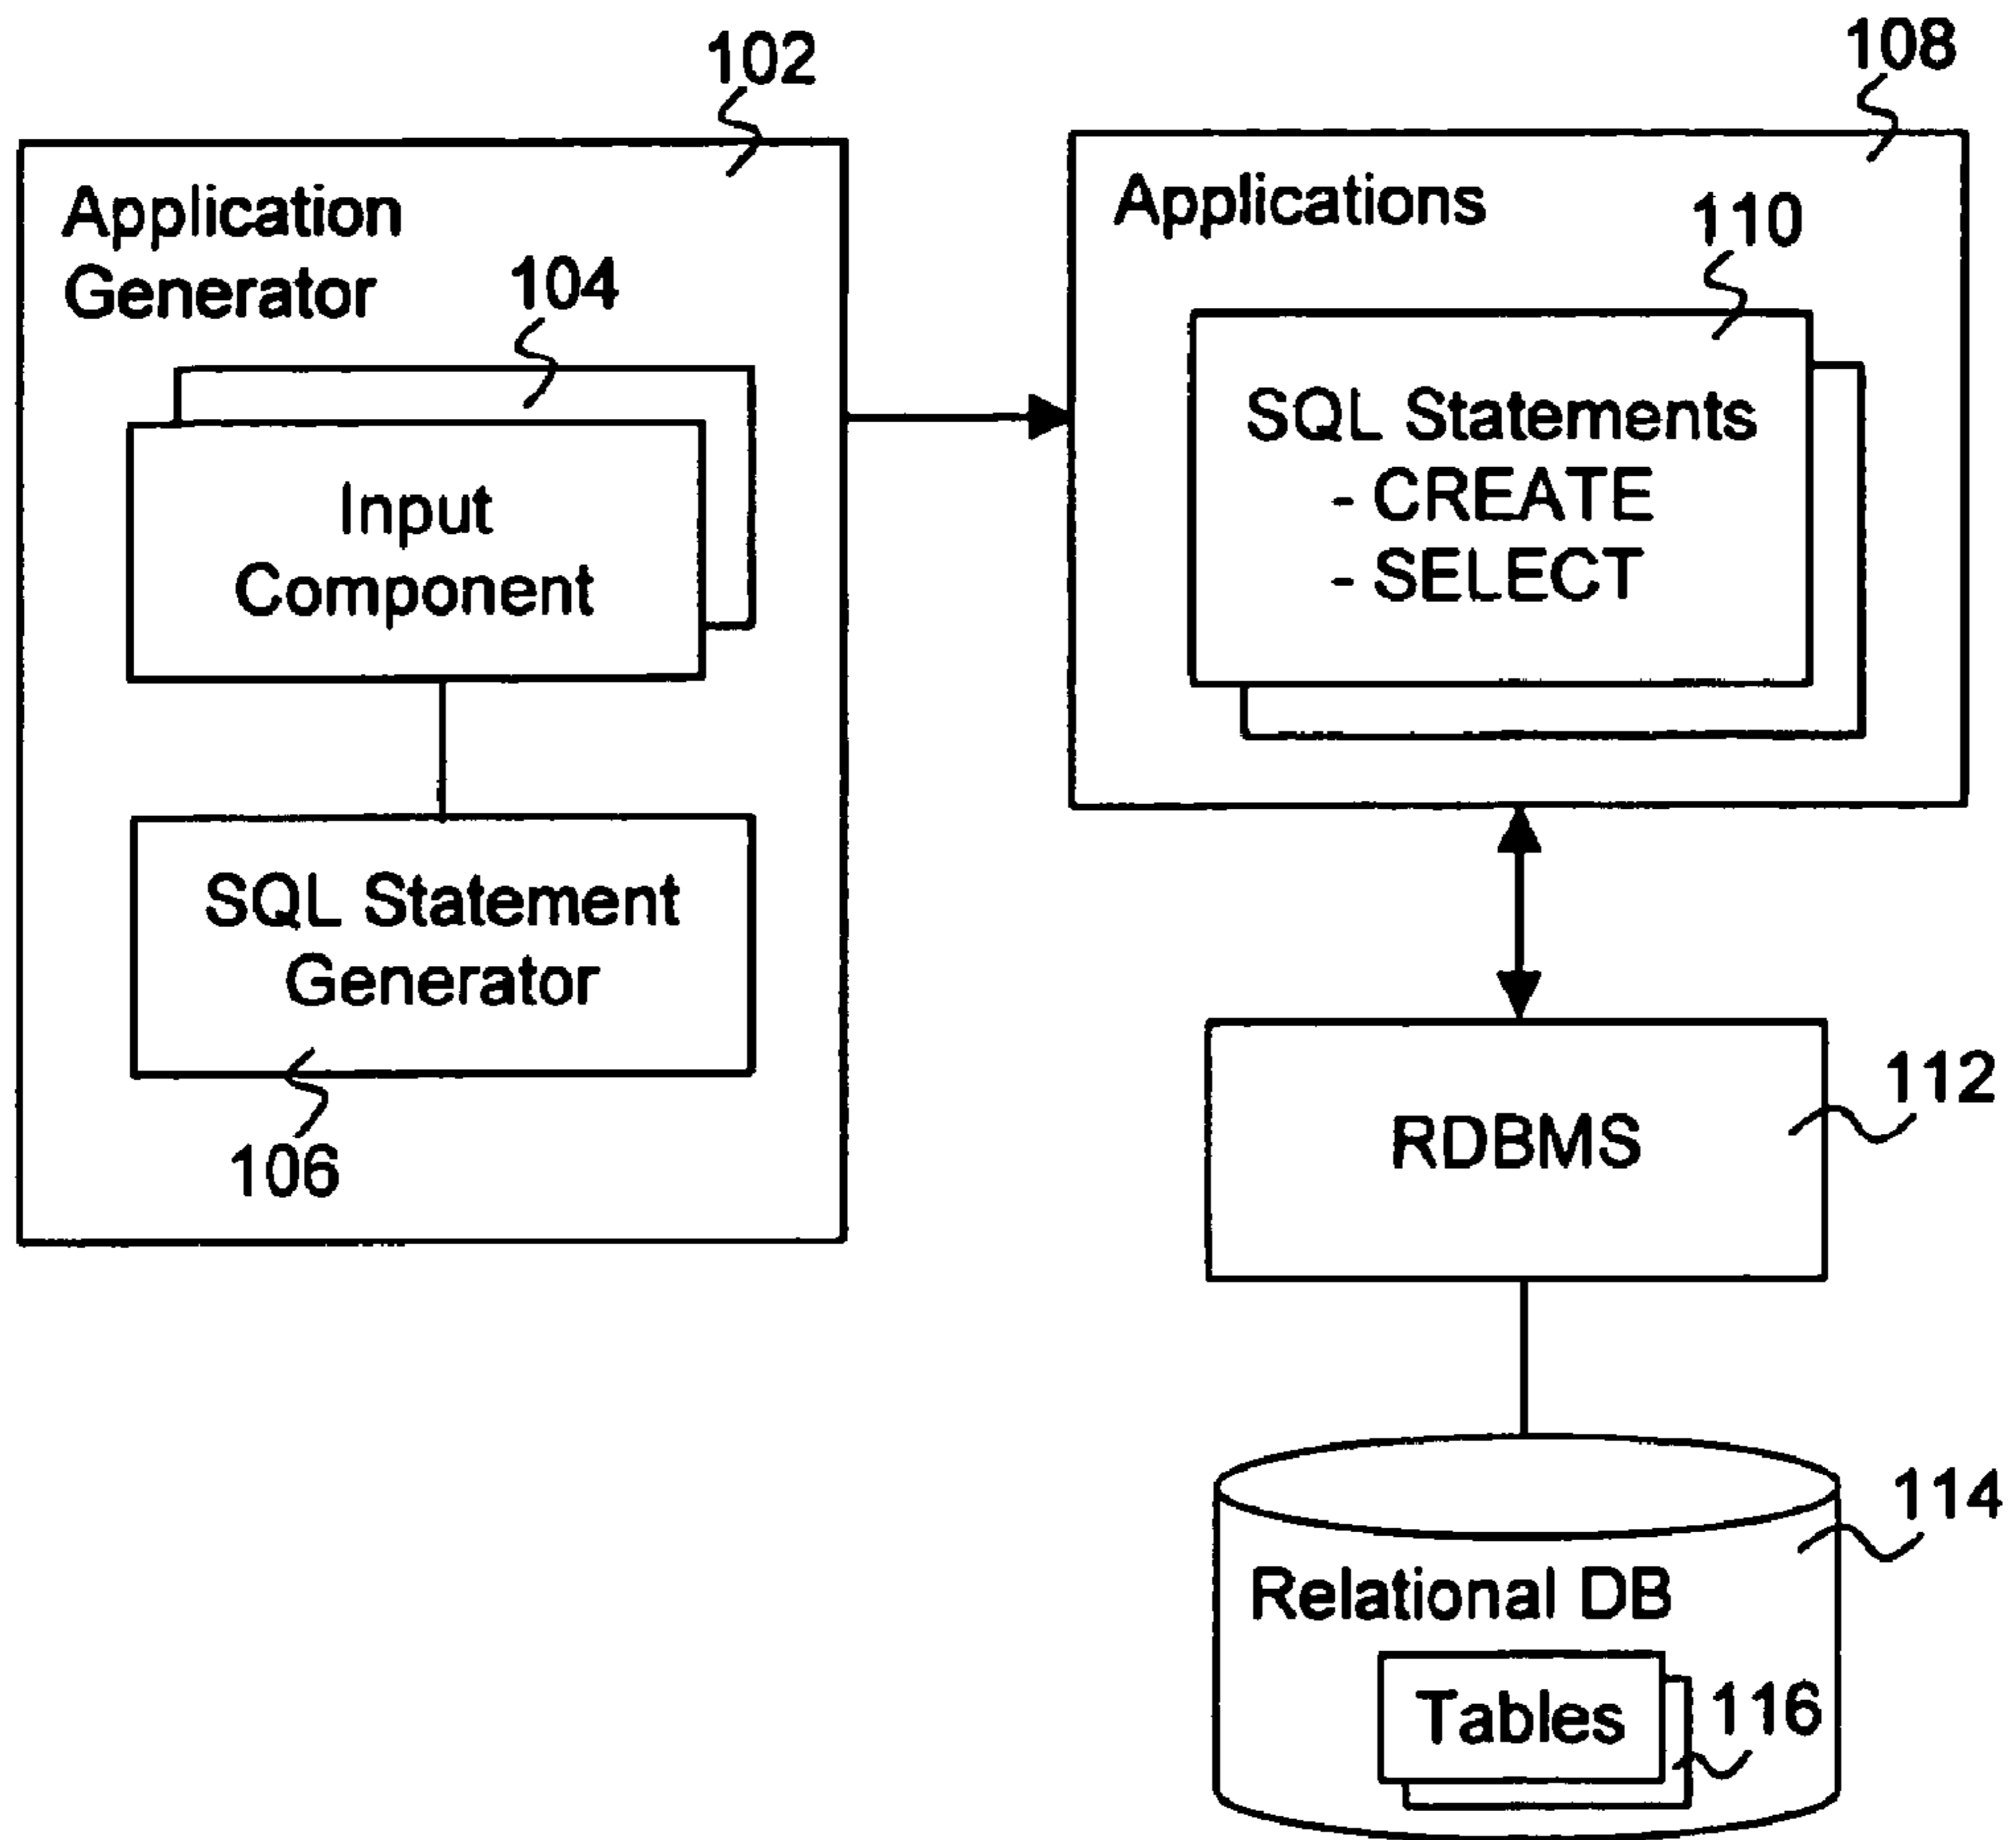 102
Application
Generator
104
Input
Component
SQL Statement
Generator
106
108
Applications
110
SQL Statements
- CREATE
- SELECT
RDBMS
112
114
Relational DB
Tables
116